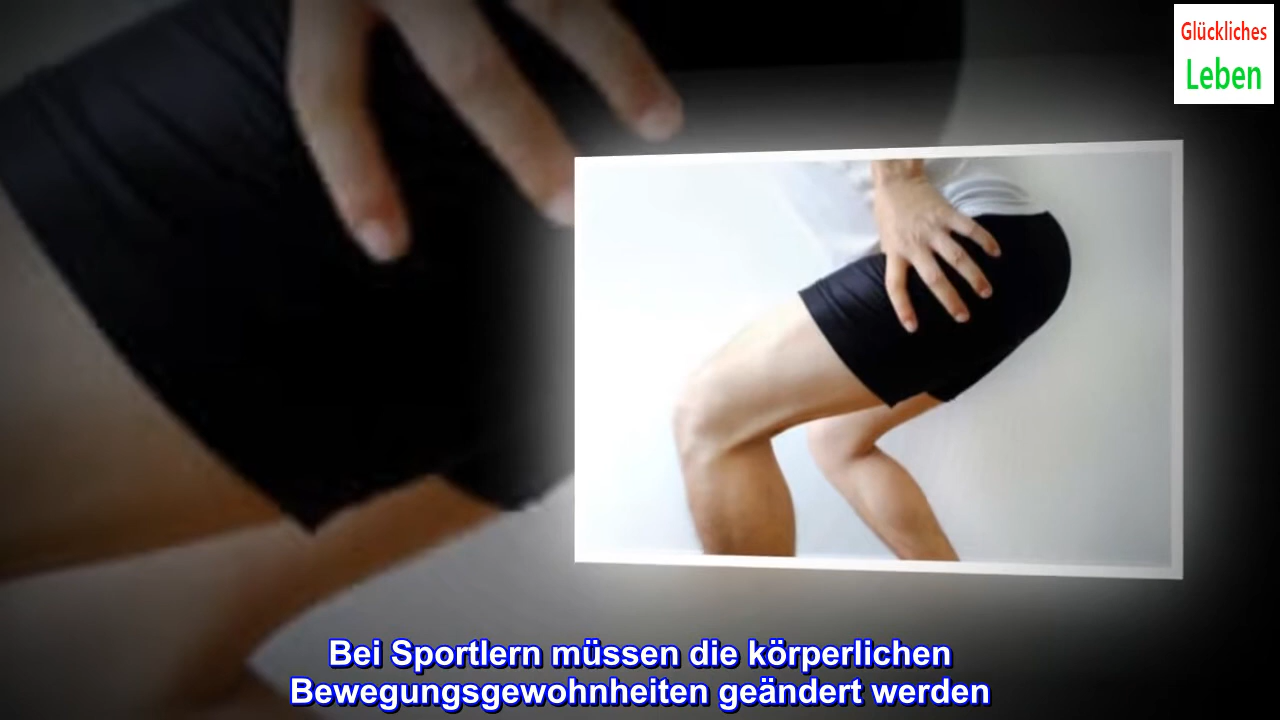 Glückliches
Leben
Bei Sportlern müssen die körperlichen
Bewegungsgewohnheiten geändert werden